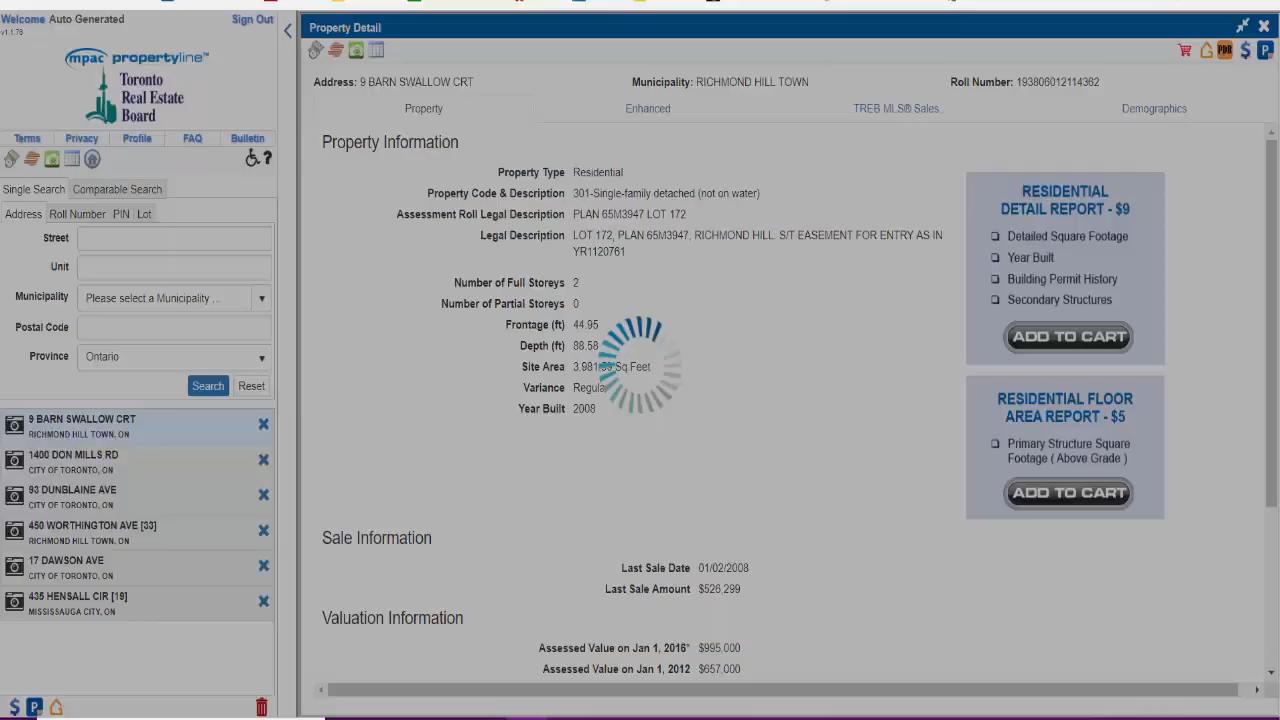 Welcome Auto Generated Sign Out
v1.1.78
mpac propertyline™
Toronto
Real Estate
Board
Terms Privacy Profile FAQ Bulletin
Single Search Comparable Search
Address Roll Number PIN Lot
Street
Unit
Municipality Please select a Municipality ...
Postal Code
Province Ontario
Search Reset
9 BARN SWALLOW CRT
RICHMOND HILL TOWN, ON
1400 DON MILLS RD
CITY OF TORONTO, ON
93 DUNBLAINE AVE
CITY OF TORONTO, ON
450 WORTHINGTON AVE [33]
RICHMOND HILL TOWN, ON
17 DAWSON AVE
CITY OF TORONTO, ON
435 HENSALL CIR [19]
MISSISSAUGA CITY, ON
Property Detail
PDR
Address: 9 BARN SWALLOW CRT Municipality: RICHMOND HILL TOWN Roll Number: 193806012114362
Property Enhanced TREB MLS® Sales Demographics
Property Information
Property Type Residential
Property Code & Description 301-Single-family detached (not on water)
Assessment Roll Legal Description PLAN 65M3947 LOT 172
Legal Description LOT 172, PLAN 65M3947, RICHMOND HILL. S/T EASEMENT FOR ENTRY AS IN
YR1120761
Number of Full Storeys 2
Number of Partial Storeys 0
Frontage (ft) 44.95
Depth (ft) 88.58
Site Area Sq Feet
Variance Regular
Year Built 2008
RESIDENTIAL
DETAIL REPORT - $9
Detailed Square Footage
Year Built
Building Permit History
Secondary Structures
ADD TO CART
RESIDENTIAL FLOOR
AREA REPORT - $5
Primary Structure Square
Footage ( Above Grade )
ADD TO CART
Sale Information
Last Sale Date 01/02/2008
Last Sale Amount $526,299
Valuation Information
Assessed Value on Jan 1, 2016* $995,000
Assessed Value on Jan 1, 2012 $657,000